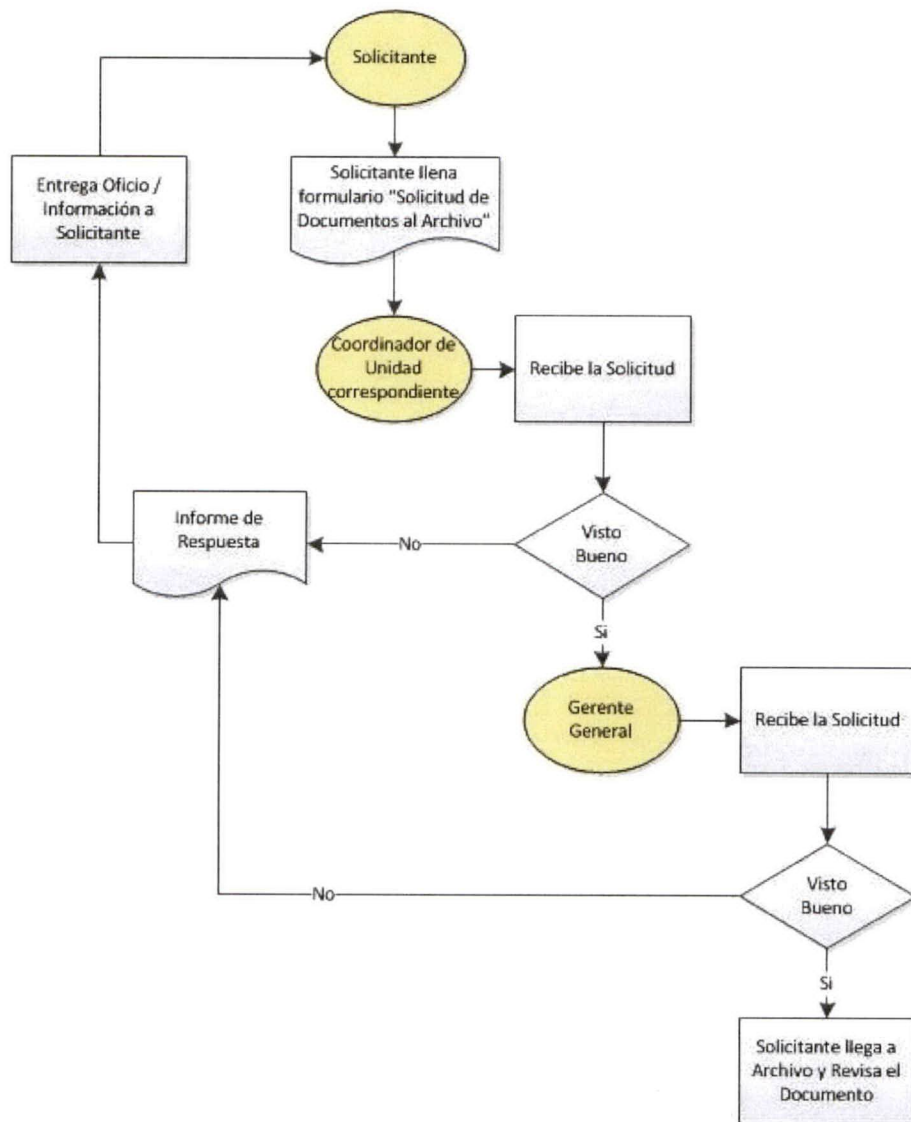 Solicitante
Solicitante llena
formulario "Solicitud de
Documentos al Archivo"
Entrega Oficio /
Información a
Solicitante
Coordinador de
Unidad
correspondiente
Recibe la Solicitud
Visto
Bueno
No
Informe de
Respuesta
Si
Gerente
General
Recibe la Solicitud
Visto
Bueno
No
Si
Solicitante llega a
Archivo y Revisa el
Documento